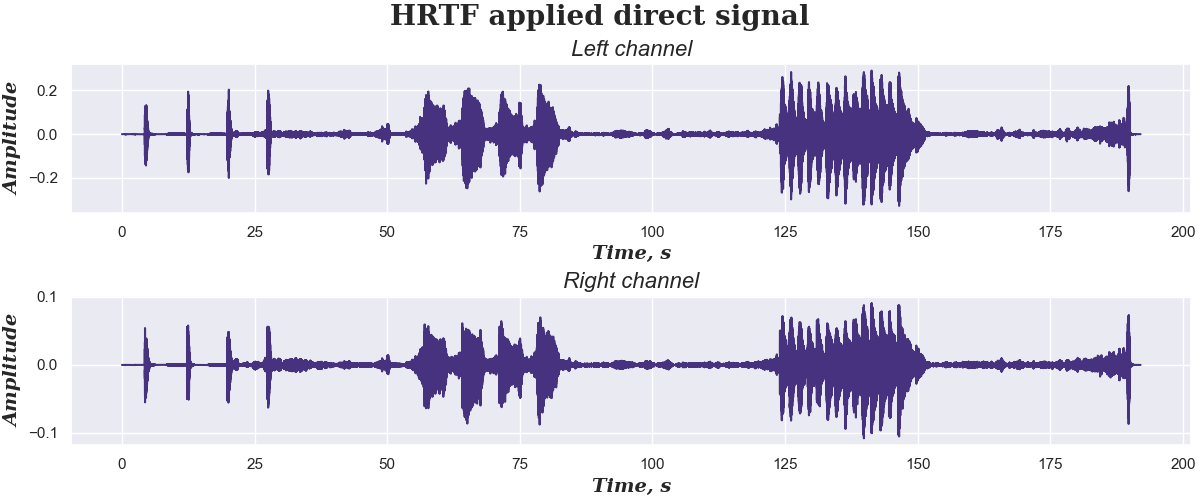 HRTF applied direct signal
Left channel
Amplitude
0.2
0.0
−0.2
0 25 50 75 100 125 150 175 200
Time, s
Right channel
Amplitude
0.1
0.0
−0.1
0 25 50 75 100 125 150 175 200
Time, s